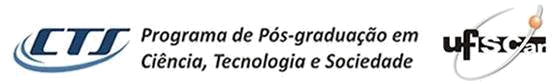 CTS Programa de Pós-graduação em
Ciência, Tecnologia e Sociedade
ufscar